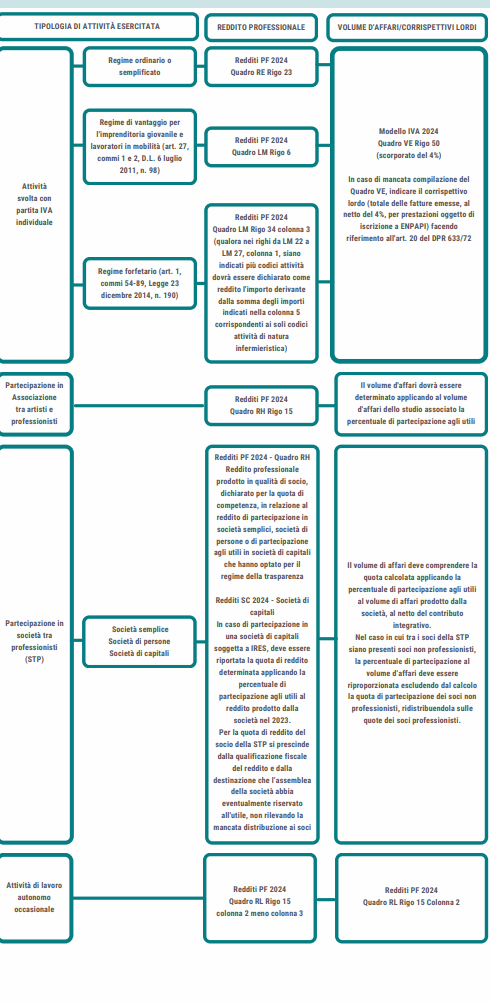 TIPOLOGIA DI ATTIVITÀ ESERCITATA
REDDITO PROFESSIONALE
VOLUME D'AFFARI/CORRISPETTIVI LORDI
Attività
svolta con
partita IVA
individuale
Regime ordinario o
semplificato
Redditi PF 2024
Quadro RE Rigo 23
Regime di vantaggio per
l'imprenditoria giovanile e
lavoratori in mobilità (art. 27,
commi 1 e 2, D.L. 6 luglio
2011, n. 98)
Redditi PF 2024
Quadro LM Rigo 6
Regime forfetario (art. 1,
commi 54-89, Legge 23
dicembre 2014, n. 190)
Redditi PF 2024
Quadro LM Rigo 34 colonna 3
(qualora nei righi da LM 22 a
LM 27, colonna 1, siano
indicati più codici attività
dovrà essere dichiarato come
reddito l'importo derivante
dalla somma degli importi
indicati nella colonna 5
corrispondenti ai soli codici
attività di natura
infermieristica)
Modello IVA 2024
Quadro VE Rigo 50
(scorporato del 4%)
In caso di mancata compilazione del
Quadro VE, indicare il corrispettivo
lordo (totale delle fatture emesse, al
netto del 4%, per prestazioni oggetto di
iscrizione a ENPAPI) facendo
riferimento all'art. 20 del DPR 633/72
Partecipazione in
Associazione
tra artisti e
professionisti
Redditi PF 2024
Quadro RH Rigo 15
Il volume d'affari dovrà essere
determinato applicando al volume
d'affari dello studio associato la
percentuale di partecipazione agli utili
Partecipazione in
società tra
professionisti
(STP)
Società semplice
Società di persone
Società di capitali
Redditi PF 2024 - Quadro RH
Reddito professionale
prodotto in qualità di socio,
dichiarato per la quota di
competenza, in relazione al
reddito di partecipazione in
società semplici, società di
persone o di partecipazione
agli utili in società di capitali
che hanno optato per il
regime della trasparenza
Redditi SC 2024 - Società di
capitali
In caso di partecipazione in
una società di capitali
soggetta a IRES, deve essere
riportata la quota di reddito
determinata applicando la
percentuale di
partecipazione agli utili al
reddito prodotto dalla
società nel 2023.
Per la quota di reddito del
socio della STP si prescinde
dalla qualificazione fiscale
del reddito e dalla
destinazione che l'assemblea
della società abbia
eventualmente riservato
all'utile, non rilevando la
mancata distribuzione ai soci
Il volume di affari deve comprendere la
quota calcolata applicando la
percentuale di partecipazione agli utili
al volume di affari prodotto dalla
società, al netto del contributo
integrativo.
Nel caso in cui tra i soci della STP
siano presenti soci non professionisti,
la percentuale di partecipazione al
volume d'affari deve essere
riproporzionata escludendo dal calcolo
la quota di partecipazione dei soci non
professionisti, ridistribuendola sulle
quote dei soci professionisti.
Attività di lavoro
autonomo
occasionale
Redditi PF 2024
Quadro RL Rigo 15
colonna 2 meno colonna 3
Redditi PF 2024
Quadro RL Rigo 15 Colonna 2